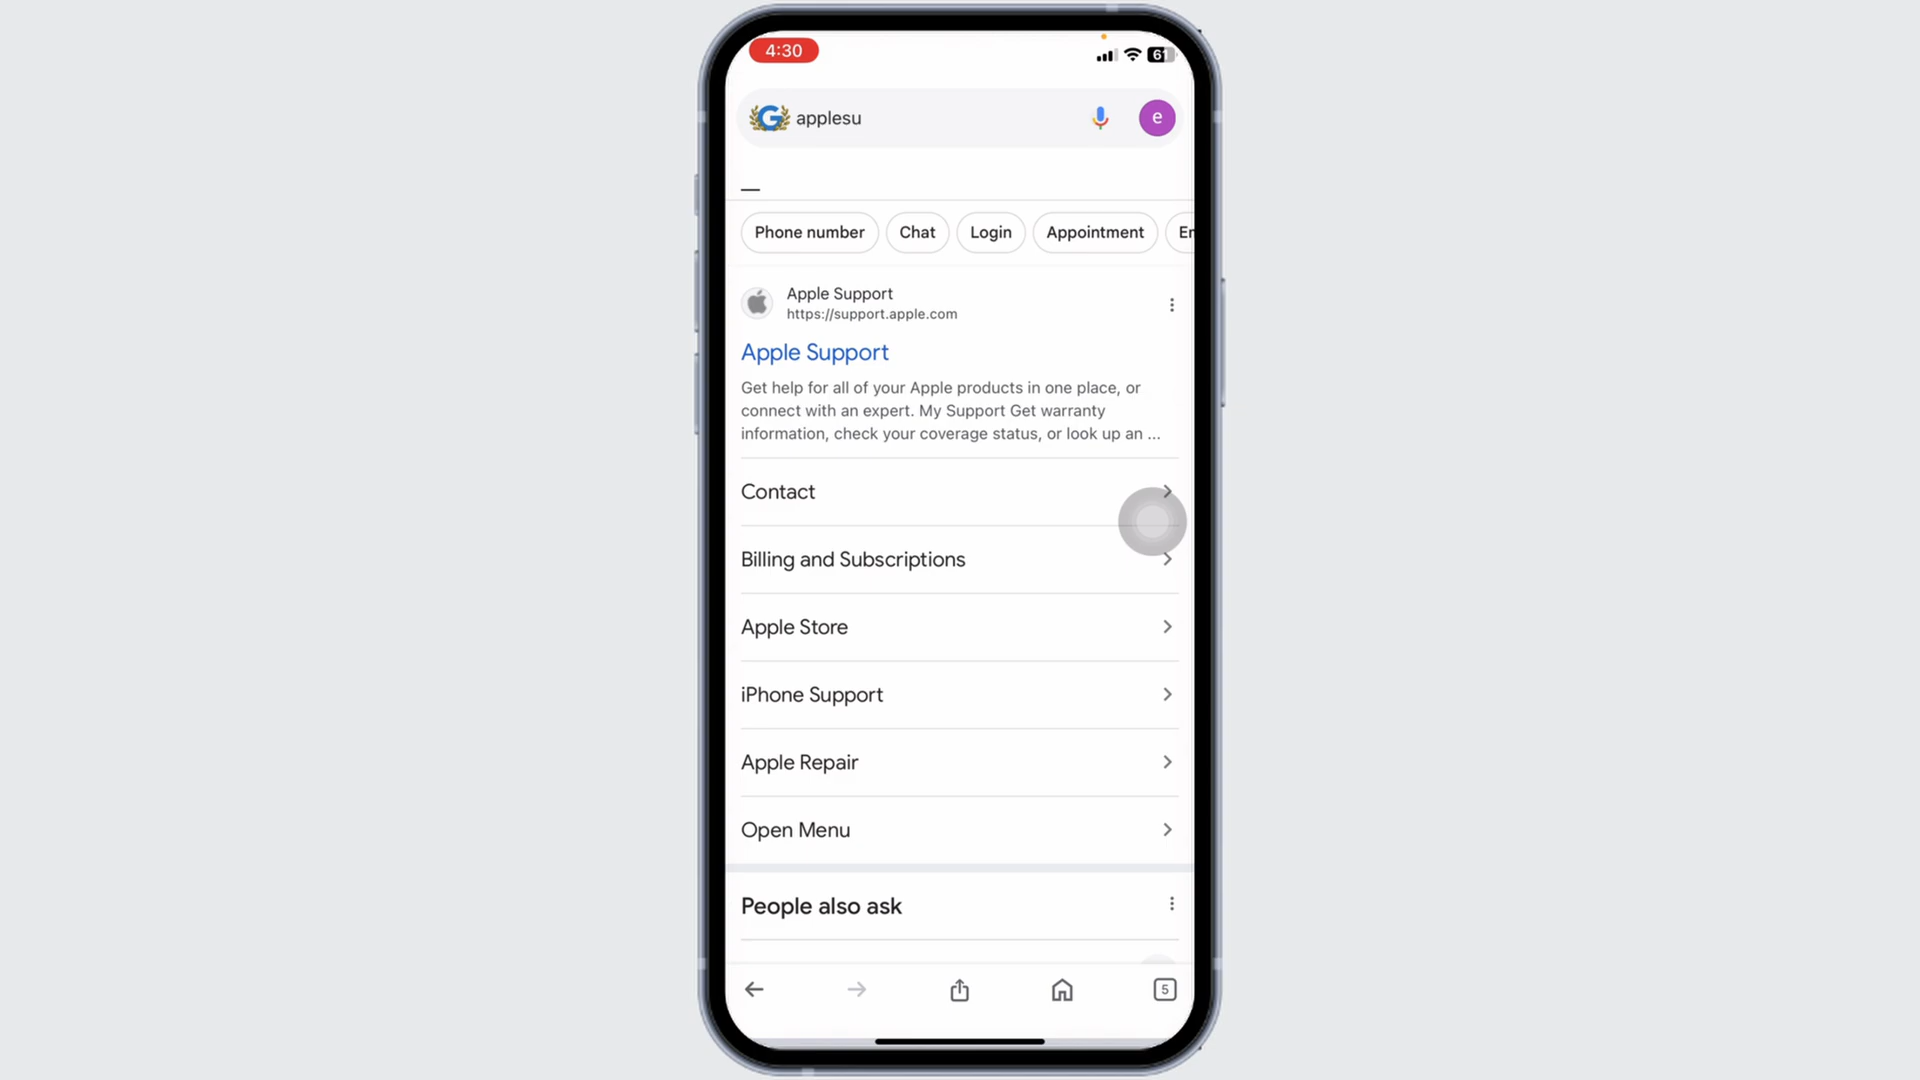 4:30
61
G applesu
e
Phone number
Chat
Login
Appointment
Apple Support
https://support.apple.com
Apple Support
Get help for all of your Apple products in one place, or
connect with an expert. My Support Get warranty
information, check your coverage status, or look up an ...
Contact
Billing and Subscriptions
Apple Store
iPhone Support
Apple Repair
Open Menu
People also ask
5